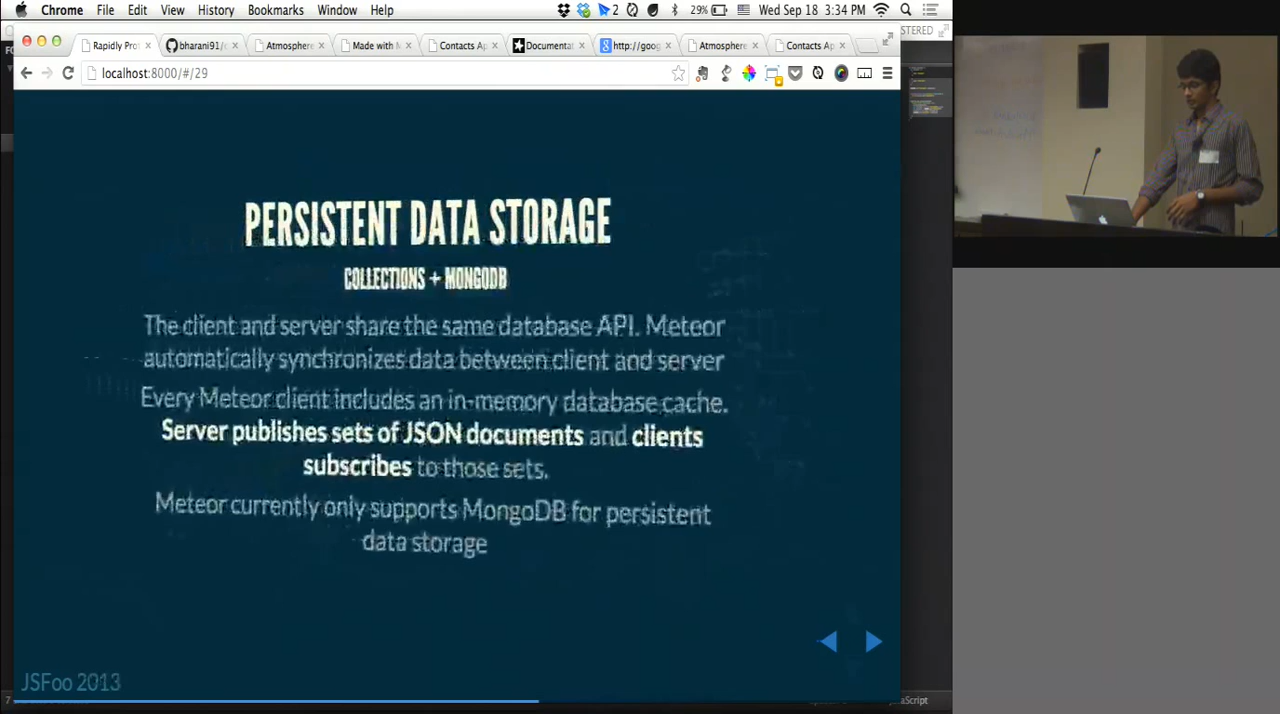 Chrome File Edit View History Bookmarks Window Help 2 29% Wed Sep 18 3:34 PM
Rapidly Pro × bharani91/ × Atmosphere × Made with M × Contacts Ap × Documental × http://goog × Atmosphere × Contacts Ap ×
STERED
localhost:8000/#/29
PERSISTENT DATA STORAGE
COLLECTIONS + MONGODB
The client and server share the same database API. Meteor
automatically synchronizes data between client and server
Every Meteor client includes an in-memory database cache.
Server publishes sets of JSON documents and clients
subscribes to those sets.
Meteor currently only supports MongoDB for persistent
data storage
JSFoo 2013